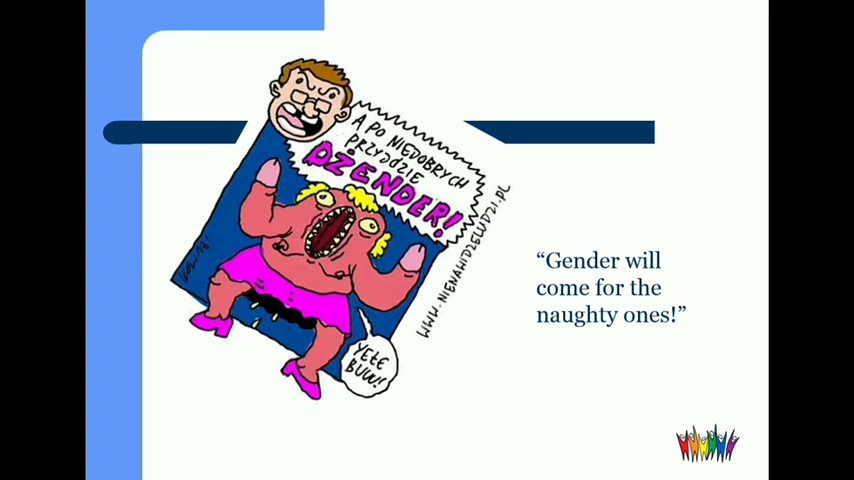 A PO NIEDOBRYCH
PRZYJDZIE
DŻENDER!
WWW.NIENAWIDZELUDZI.PL
YEŁE
BUU!
“Gender will
come for the
naughty ones!”